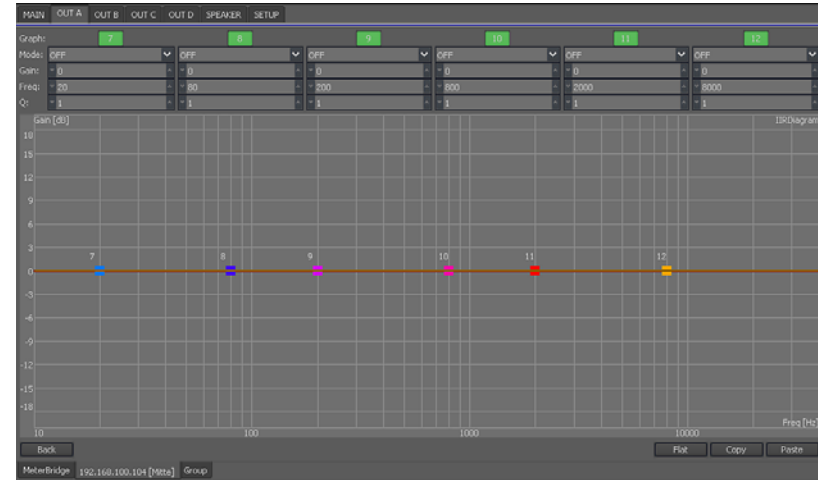 MAIN OUT A OUT B OUT C OUT D SPEAKER SETUP
Graph: 7 8 9 10 11 12
Mode: OFF OFF OFF OFF OFF OFF
Gain: 0 0 0 0 0 0
Freq: 20 80 200 800 2000 8000
Q: 1 1 1 1 1 1
Gain [dB] IIRDiagram
18
15
12
9
6
3
7 8 9 10 11 12
0
-3
-6
-9
-12
-15
-18
Freq [Hz]
10 100 1000 10000
Back Flat Copy Paste
MeterBridge 192.168.100.104 [Mitte] Group